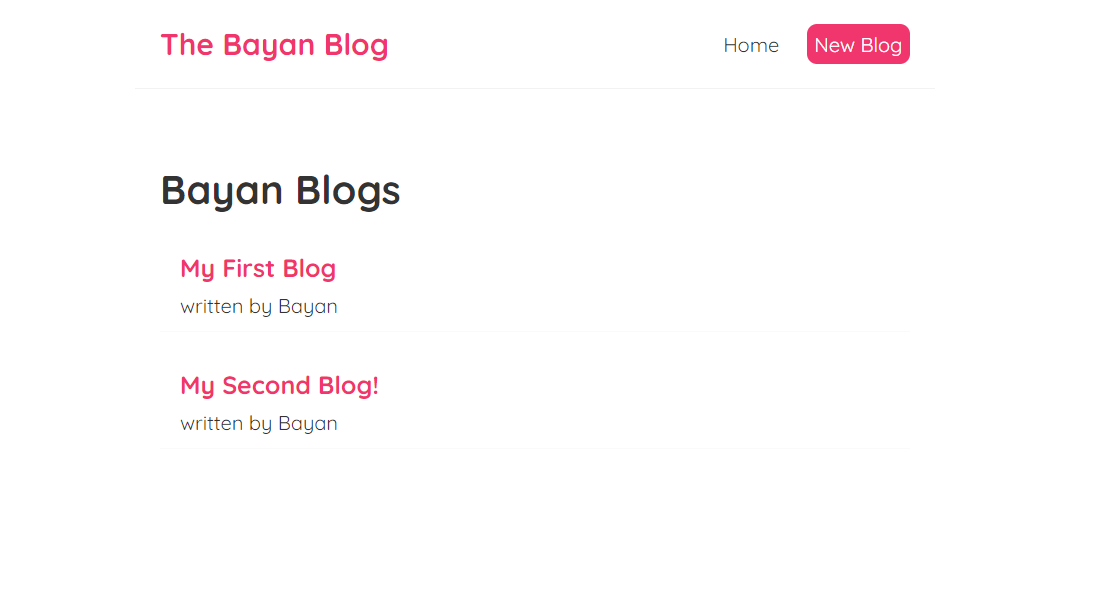 The Bayan Blog
Home
New Blog
Bayan Blogs
My First Blog
written by Bayan
My Second Blog!
written by Bayan